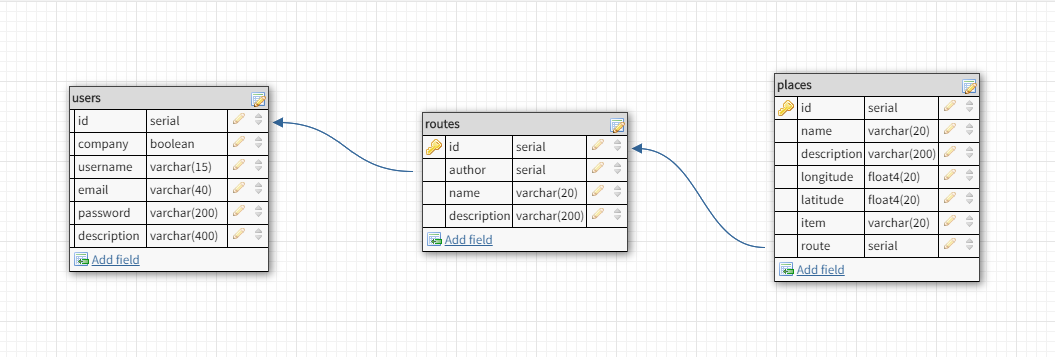 users
id serial
company boolean
username varchar(15)
email varchar(40)
password varchar(200)
description varchar(400)
Add field
routes
id serial
author serial
name varchar(20)
description varchar(200)
Add field
places
id serial
name varchar(20)
description varchar(200)
longitude float4(20)
latitude float4(20)
item varchar(20)
route serial
Add field